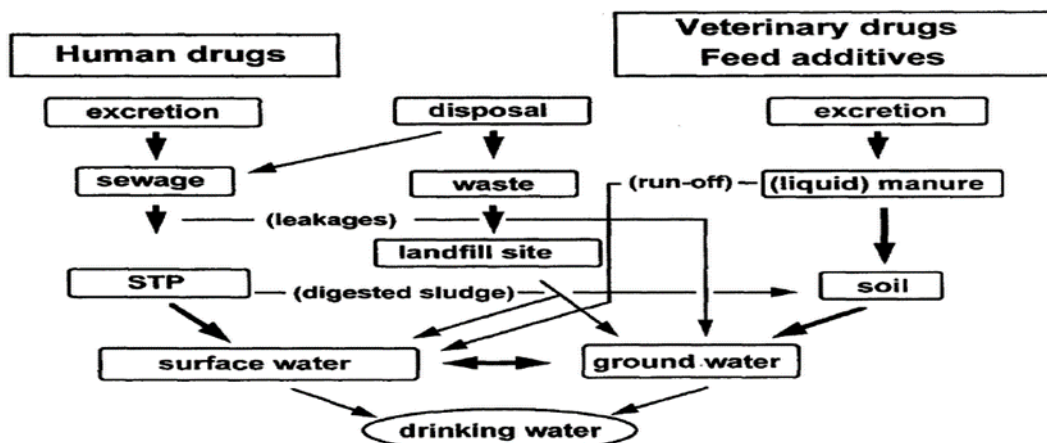 Human drugs
Veterinary drugs
Feed additives
excretion
disposal
excretion
sewage
waste
(run-off)
(liquid) manure
(leakages)
landfill site
STP
(digested sludge)
soil
surface water
ground water
drinking water